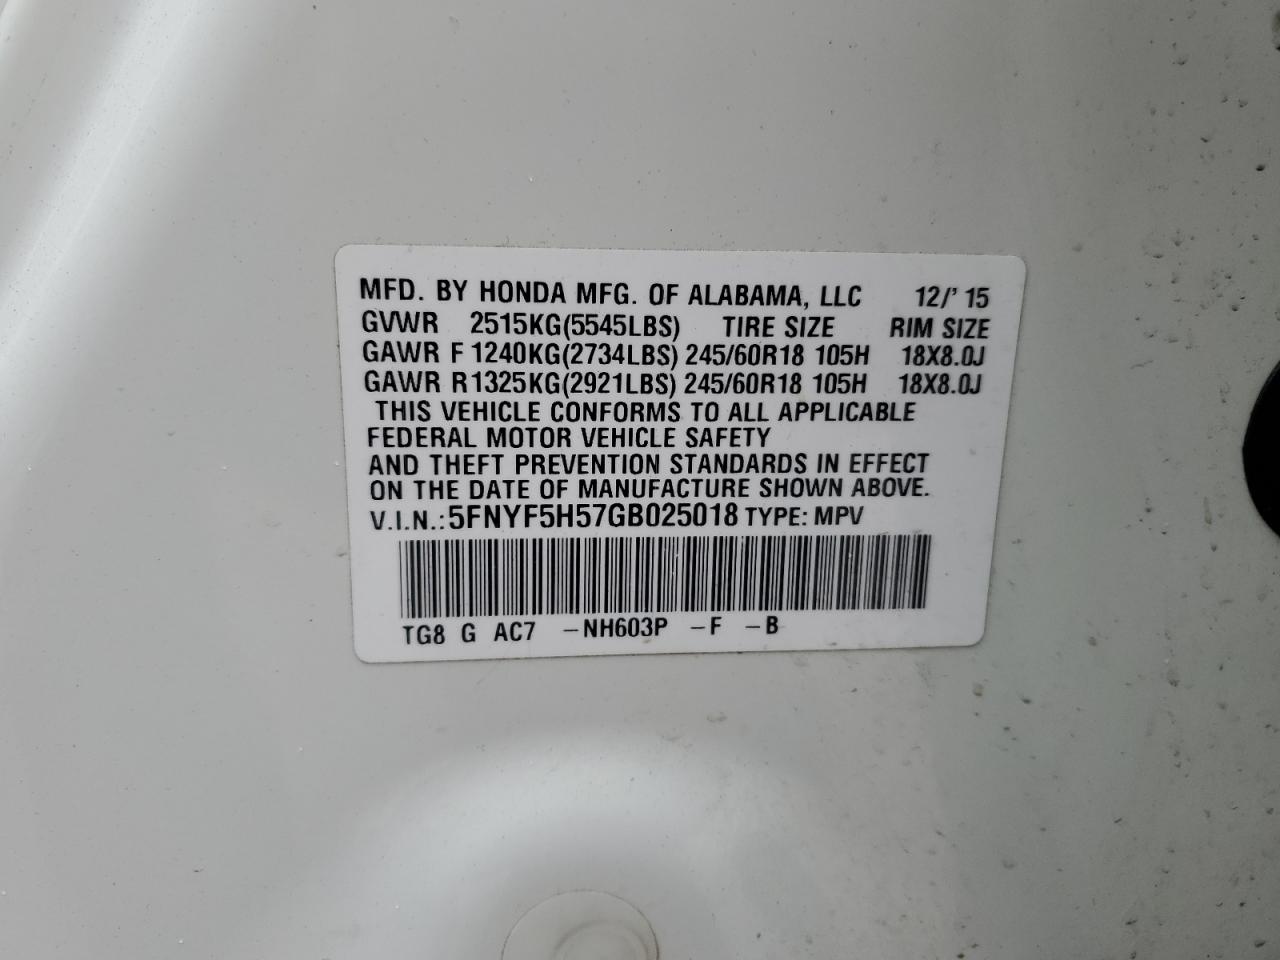 MFD. BY HONDA MFG. OF ALABAMA, LLC 12/' 15
GVWR 2515KG(5545LBS) TIRE SIZE RIM SIZE
GAWR F 1240KG(2734LBS) 245/60R18 105H 18X8.0J
GAWR R1325KG(2921LBS) 245/60R18 105H 18X8.0J
THIS VEHICLE CONFORMS TO ALL APPLICABLE
FEDERAL MOTOR VEHICLE SAFETY
AND THEFT PREVENTION STANDARDS IN EFFECT
ON THE DATE OF MANUFACTURE SHOWN ABOVE.
V.I.N.: 5FNYF5H57GB025018 TYPE: MPV
TG8 G AC7 -NH603P -F -B